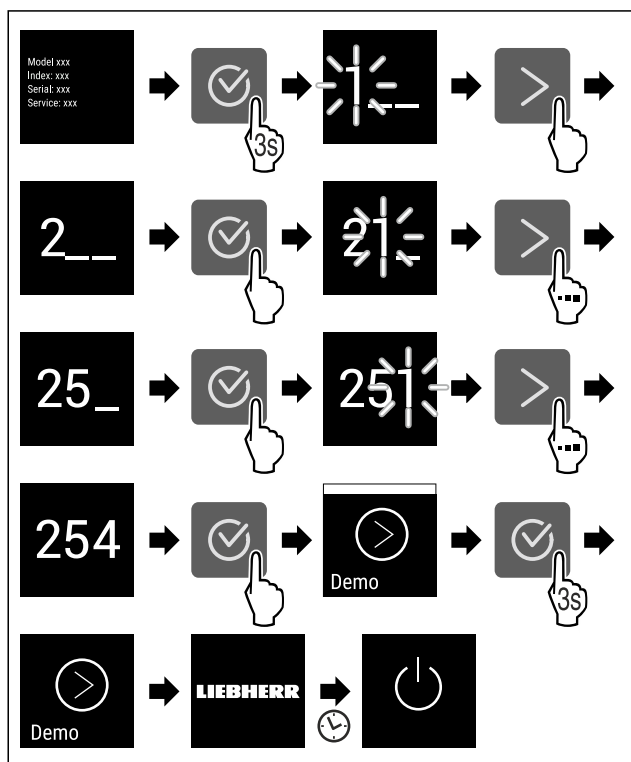 Model xxx
Index: xxx
Serial: xxx
Service: xxx
3s
1_ _
2_ _
21_
25_
251
254
Demo
3s
Demo
LIEBHERR